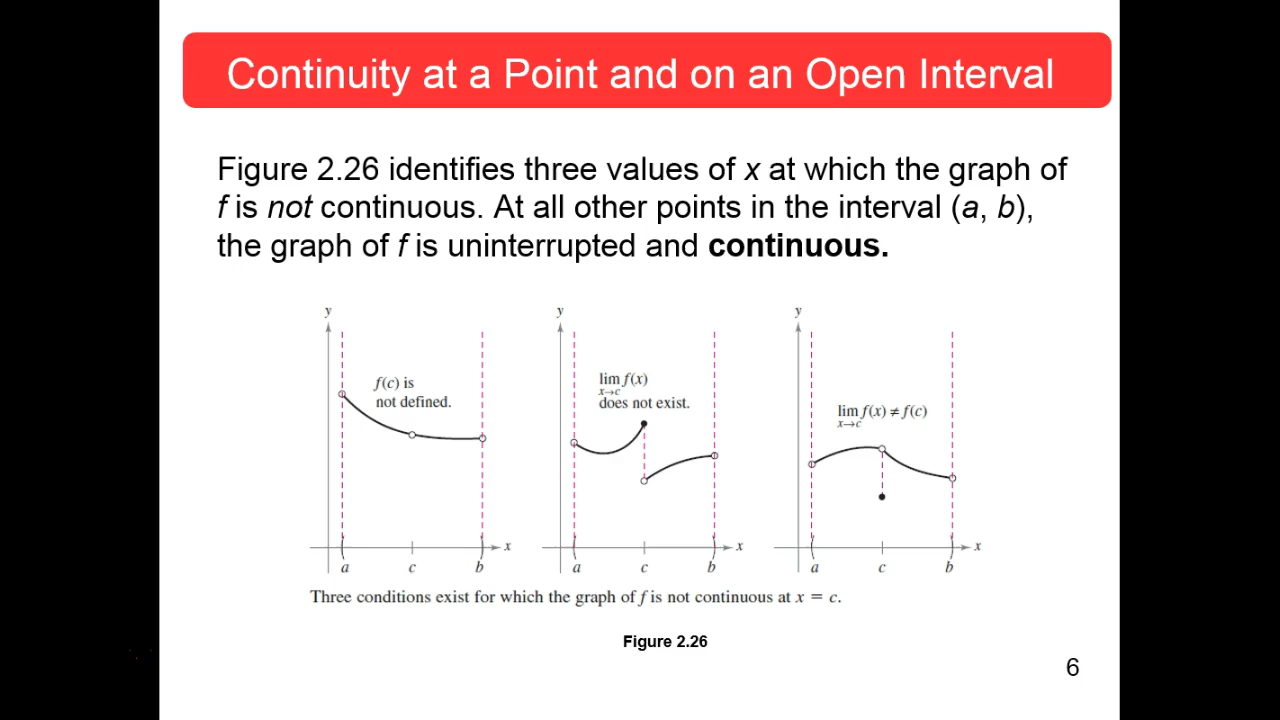 Continuity at a Point and on an Open Interval
Figure 2.26 identifies three values of x at which the graph of
f is not continuous. At all other points in the interval (a, b),
the graph of f is uninterrupted and continuous.
y
f(c) is
not defined.
x
a
c
b
y
lim f(x)
x→c
does not exist.
x
a
c
b
y
lim f(x) ≠ f(c)
x→c
x
a
c
b
Three conditions exist for which the graph of f is not continuous at x = c.
Figure 2.26
6